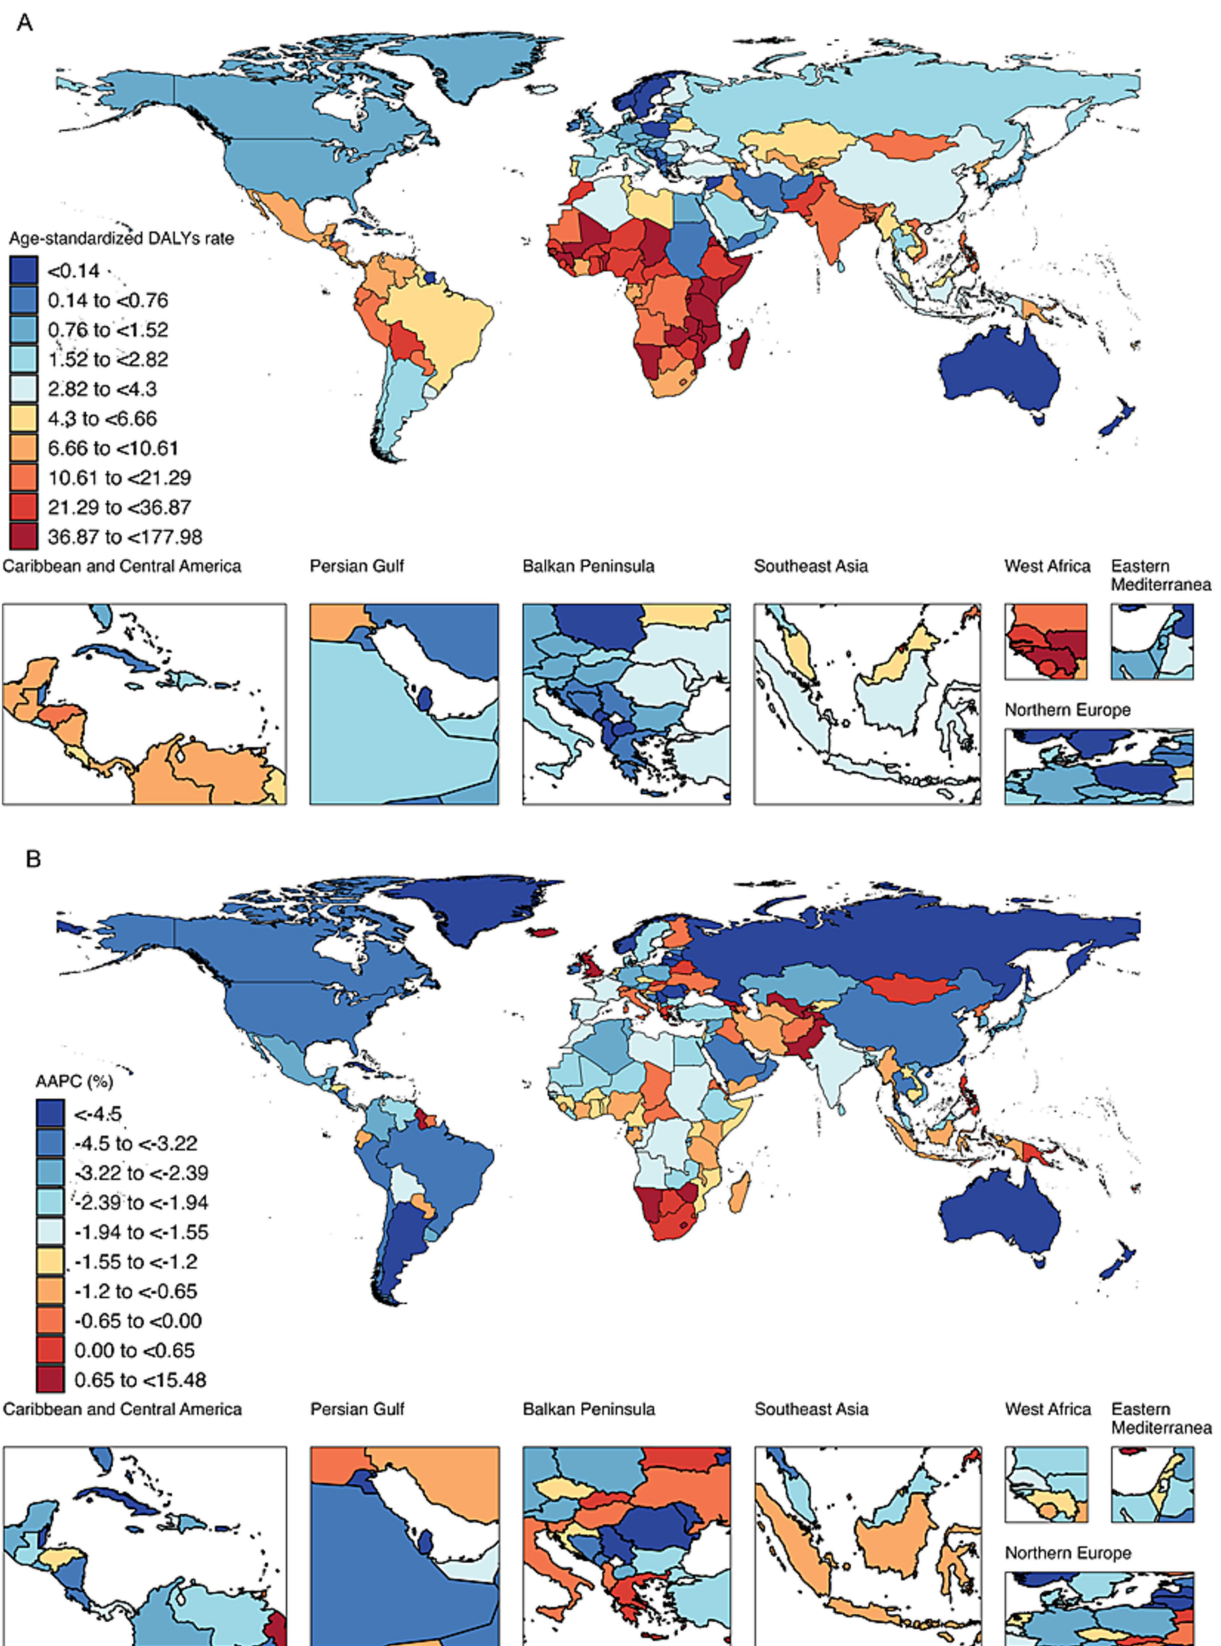 A
Age-standardized DALYs rate
<0.14
0.14 to <0.76
0.76 to <1.52
1.52 to <2.82
2.82 to <4.3
4.3 to <6.66
6.66 to <10.61
10.61 to <21.29
21.29 to <36.87
36.87 to <177.98
Caribbean and Central America
Persian Gulf
Balkan Peninsula
Southeast Asia
West Africa
Eastern
Mediterranea
Northern Europe
B
AAPC (%)
<-4.5
-4.5 to <-3.22
-3.22 to <-2.39
-2.39 to <-1.94
-1.94 to <-1.55
-1.55 to <-1.2
-1.2 to <-0.65
-0.65 to <0.00
0.00 to <0.65
0.65 to <15.48
Caribbean and Central America
Persian Gulf
Balkan Peninsula
Southeast Asia
West Africa
Eastern
Mediterranea
Northern Europe